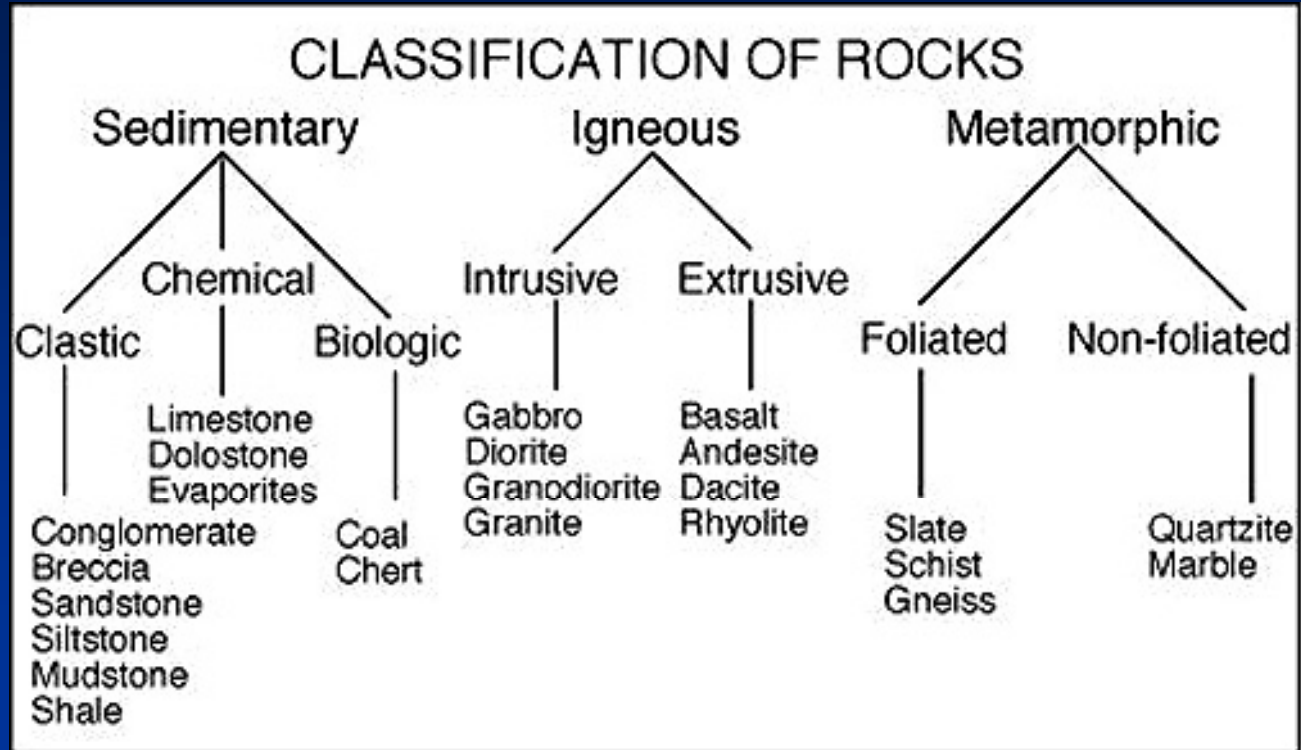 CLASSIFICATION OF ROCKS
Sedimentary
Igneous
Metamorphic
Chemical
Intrusive
Extrusive
Clastic
Biologic
Foliated
Non-foliated
Limestone
Dolostone
Evaporites
Gabbro
Diorite
Granodiorite
Granite
Basalt
Andesite
Dacite
Rhyolite
Conglomerate
Breccia
Sandstone
Siltstone
Mudstone
Shale
Coal
Chert
Slate
Schist
Gneiss
Quartzite
Marble